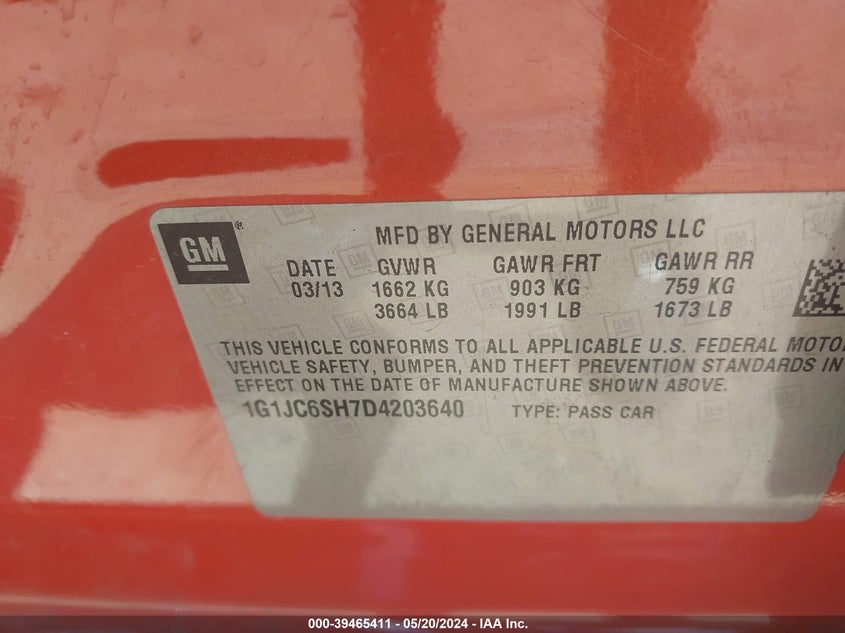 GM
MFD BY GENERAL MOTORS LLC
DATE GVWR GAWR FRT GAWR RR
03/13 1662 KG 903 KG 759 KG
3664 LB 1991 LB 1673 LB
THIS VEHICLE CONFORMS TO ALL APPLICABLE U.S. FEDERAL MOTOR
VEHICLE SAFETY, BUMPER, AND THEFT PREVENTION STANDARDS IN
EFFECT ON THE DATE OF MANUFACTURE SHOWN ABOVE.
1G1JC6SH7D4203640 TYPE: PASS CAR
000-39465411 - 05/20/2024 - IAA Inc.